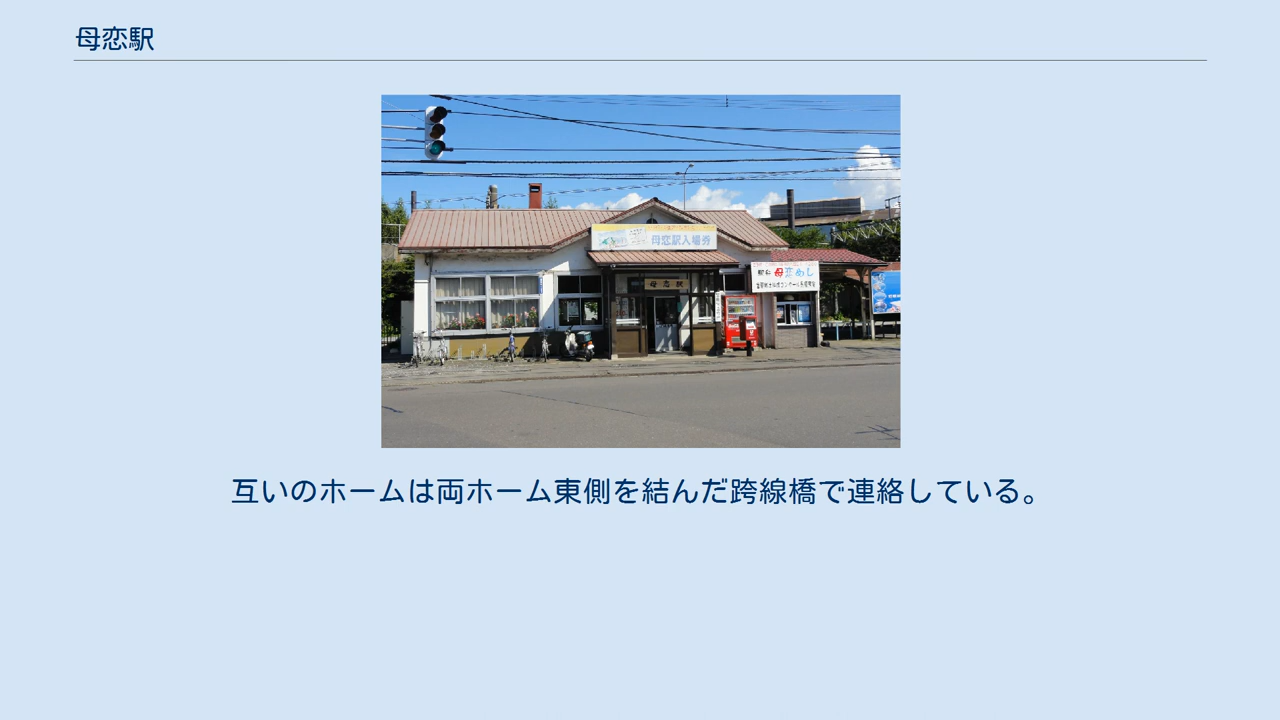 母恋駅
母恋駅入場券
母恋駅
駅弁 母恋めし
互いのホームは両ホーム東側を結んだ跨線橋で連絡している。